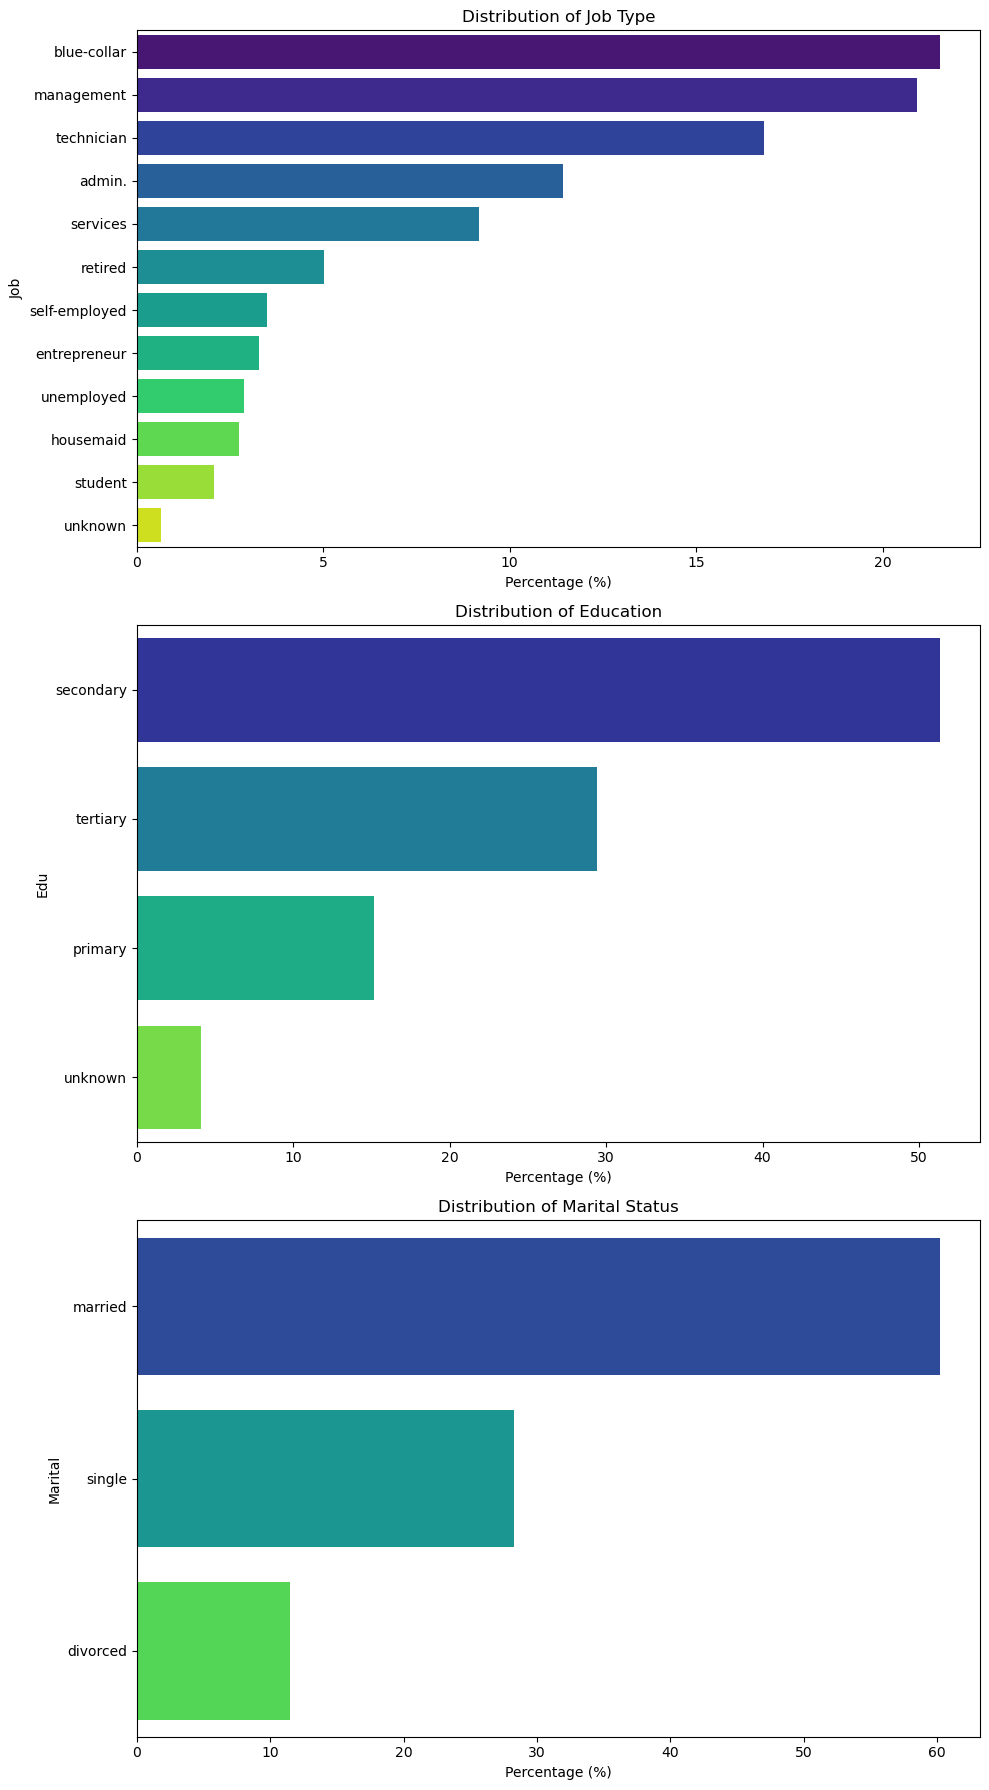 Distribution of Job Type
blue-collar
management
technician
admin.
services
retired
self-employed
entrepreneur
unemployed
housemaid
student
unknown
Job
0 5 10 15 20
Percentage (%)
Distribution of Education
secondary
tertiary
primary
unknown
Edu
0 10 20 30 40 50
Percentage (%)
Distribution of Marital Status
married
single
divorced
Marital
0 10 20 30 40 50 60
Percentage (%)